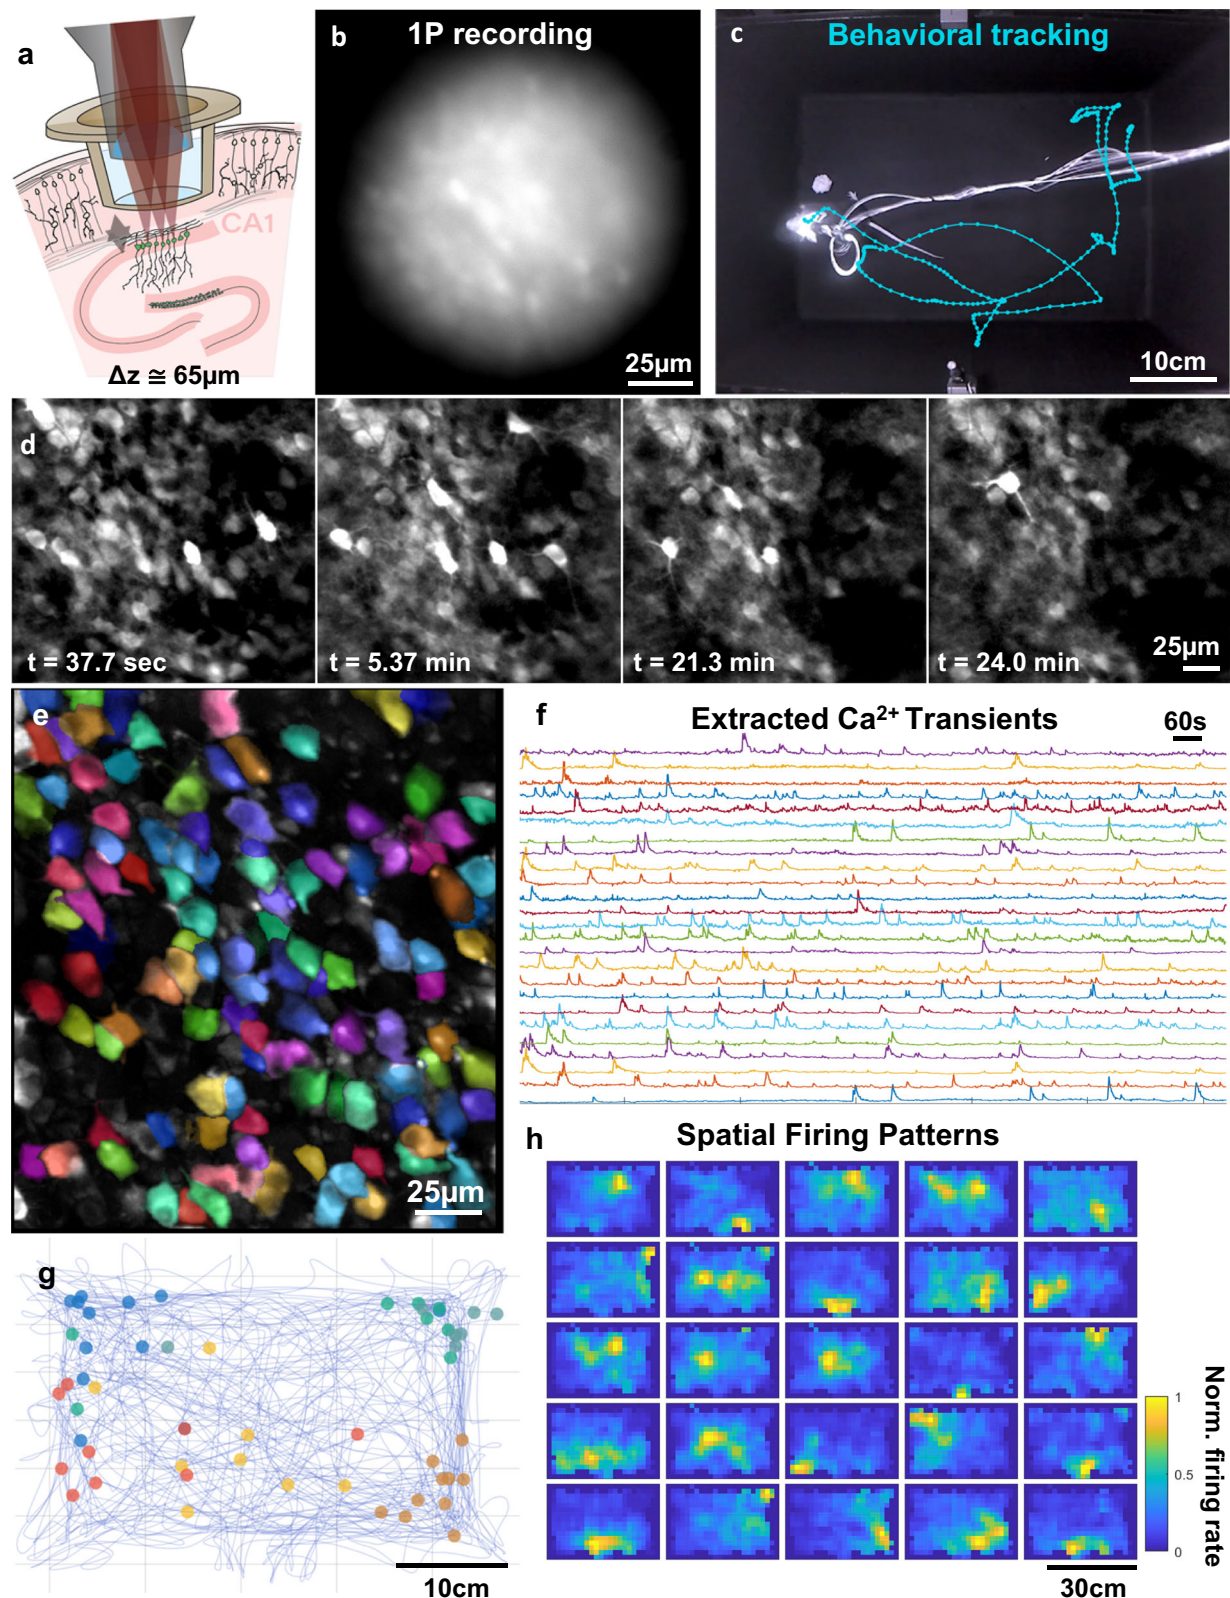 a
CA1
Δz ≅ 65µm
b
1P recording
25µm
c
Behavioral tracking
10cm
d
t = 37.7 sec
t = 5.37 min
t = 21.3 min
t = 24.0 min
25µm
e
25µm
f
Extracted Ca²⁺ Transients
60s
g
10cm
h
Spatial Firing Patterns
30cm
1
0.5
0
Norm. firing rate